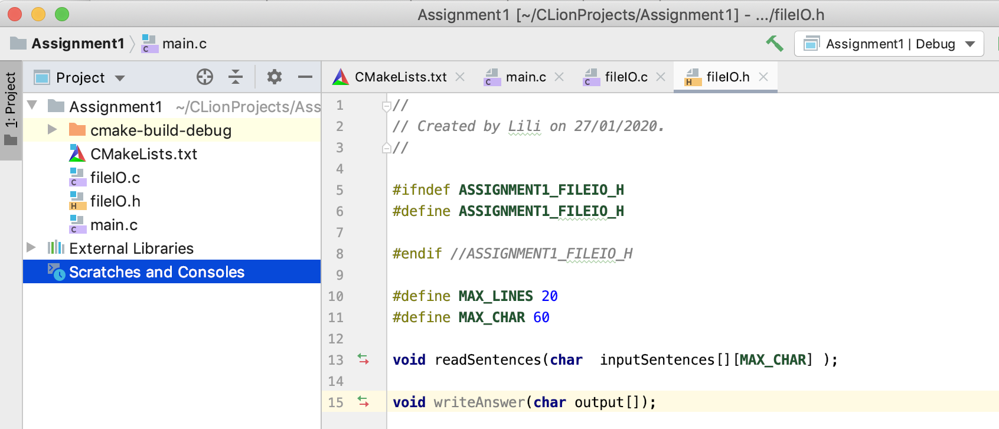 Assignment1 [~/CLionProjects/Assignment1] - .../fileIO.h
Assignment1 main.c Assignment1 | Debug
1: Project
Project
CMakeLists.txt main.c fileIO.c fileIO.h
Assignment1 ~/CLionProjects/Ass
cmake-build-debug
CMakeLists.txt
fileIO.c
fileIO.h
main.c
External Libraries
Scratches and Consoles
1 //
2 // Created by Lili on 27/01/2020.
3 //
4
5 #ifndef ASSIGNMENT1_FILEIO_H
6 #define ASSIGNMENT1_FILEIO_H
7
8 #endif //ASSIGNMENT1_FILEIO_H
9
10 #define MAX_LINES 20
11 #define MAX_CHAR 60
12
13 void readSentences(char  inputSentences[][MAX_CHAR] );
14
15 void writeAnswer(char output[]);